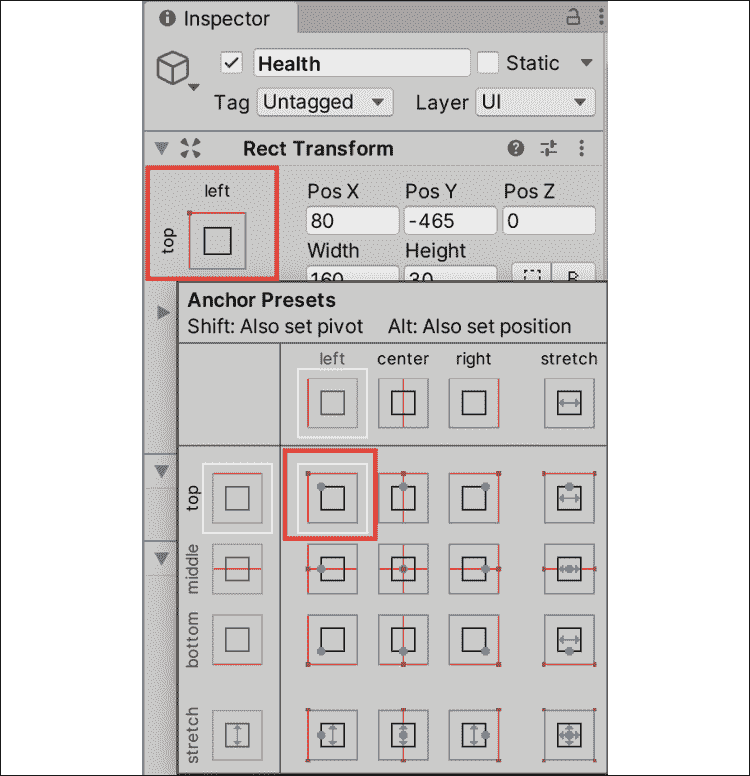 Inspector
Health
Static
Tag Untagged Layer UI
Rect Transform
left
top
Pos X Pos Y Pos Z
80 -465 0
Width Height
160 30
R
Anchor Presets
Shift: Also set pivot Alt: Also set position
left center right stretch
top
middle
bottom
stretch